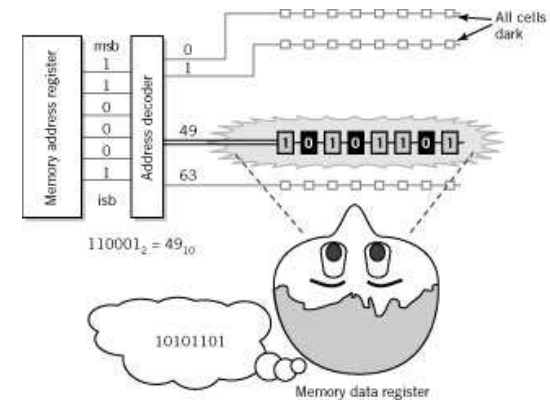 All cells
dark
msb
Memory address register
Address decoder
1
1
0
0
0
1
isb
0
1
49
63
1 0 1 0 1 1 0 1
110001₂ = 49₁₀
10101101
Memory data register